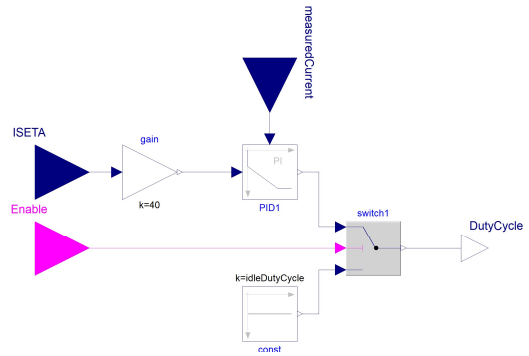 measuredCurrent
ISETA
gain
PI
k=40
PID1
Enable
switch1
DutyCycle
k=idleDutyCycle
const